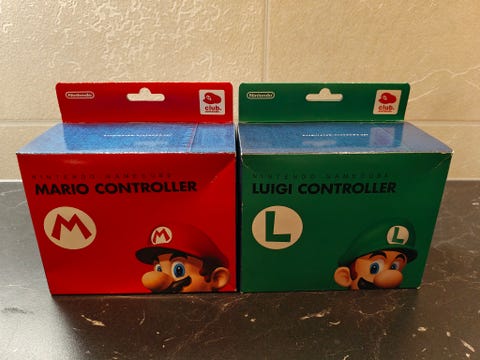 Nintendo
club
NINTENDO GAMECUBE
MARIO CONTROLLER
M
M
Nintendo
club
NINTENDO GAMECUBE
LUIGI CONTROLLER
L
L